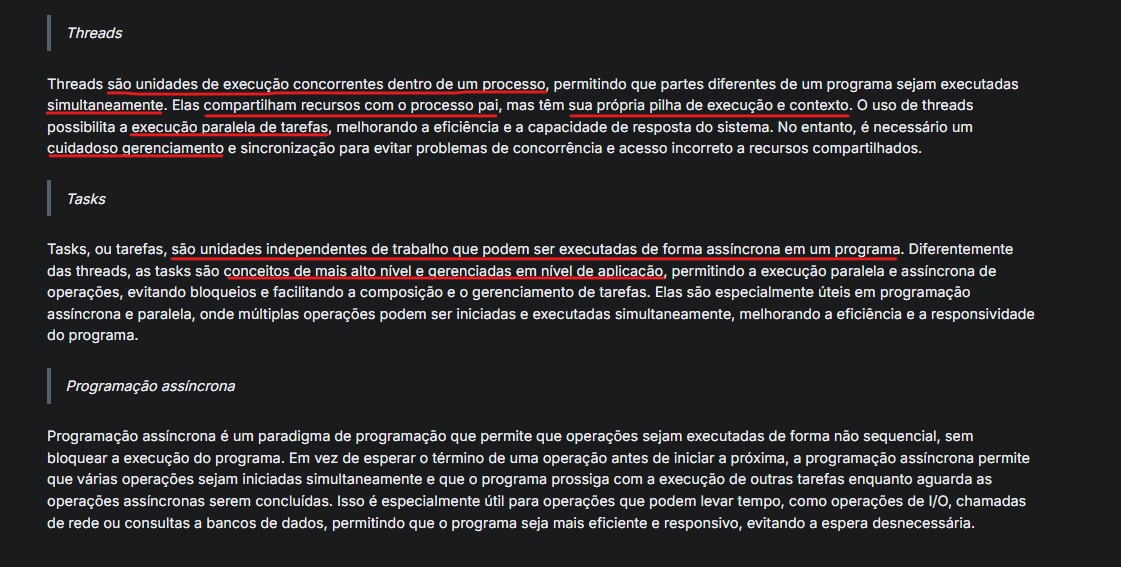 Threads
Threads são unidades de execução concorrentes dentro de um processo, permitindo que partes diferentes de um programa sejam executadas
simultaneamente. Elas compartilham recursos com o processo pai, mas têm sua própria pilha de execução e contexto. O uso de threads
possibilita a execução paralela de tarefas, melhorando a eficiência e a capacidade de resposta do sistema. No entanto, é necessário um
cuidadoso gerenciamento e sincronização para evitar problemas de concorrência e acesso incorreto a recursos compartilhados.
Tasks
Tasks, ou tarefas, são unidades independentes de trabalho que podem ser executadas de forma assíncrona em um programa. Diferentemente
das threads, as tasks são conceitos de mais alto nível e gerenciadas em nível de aplicação, permitindo a execução paralela e assíncrona de
operações, evitando bloqueios e facilitando a composição e o gerenciamento de tarefas. Elas são especialmente úteis em programação
assíncrona e paralela, onde múltiplas operações podem ser iniciadas e executadas simultaneamente, melhorando a eficiência e a responsividade
do programa.
Programação assíncrona
Programação assíncrona é um paradigma de programação que permite que operações sejam executadas de forma não sequencial, sem
bloquear a execução do programa. Em vez de esperar o término de uma operação antes de iniciar a próxima, a programação assíncrona permite
que várias operações sejam iniciadas simultaneamente e que o programa prossiga com a execução de outras tarefas enquanto aguarda as
operações assíncronas serem concluídas. Isso é especialmente útil para operações que podem levar tempo, como operações de I/O, chamadas
de rede ou consultas a bancos de dados, permitindo que o programa seja mais eficiente e responsivo, evitando a espera desnecessária.